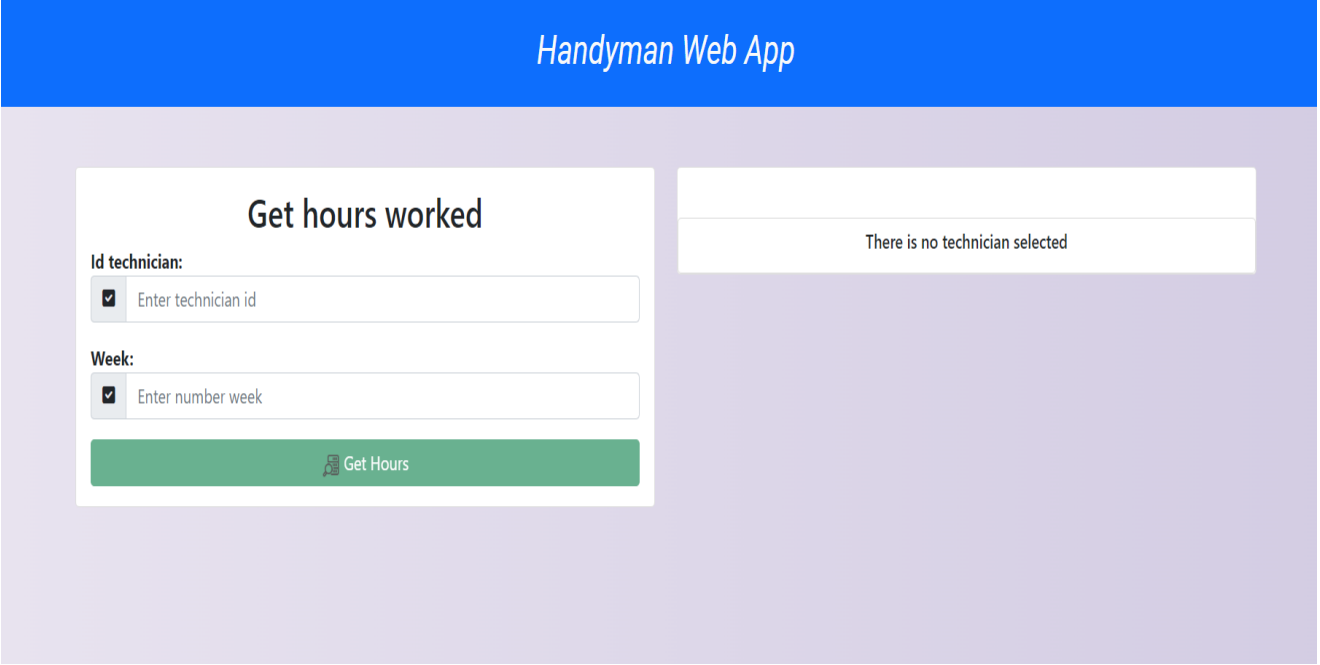 Handyman Web App
Get hours worked
Id technician:
Enter technician id
Week:
Enter number week
Get Hours
There is no technician selected